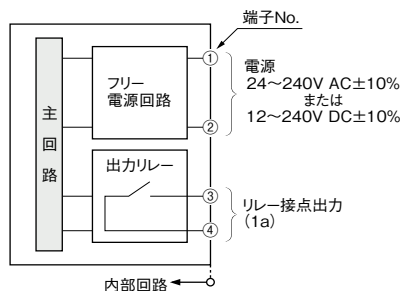 端子No.
①
フリー
電源回路
電源
24〜240V AC±10%
または
12〜240V DC±10%
②
主
回
路
出力リレー
③
リレー接点出力
(1a)
④
内部回路